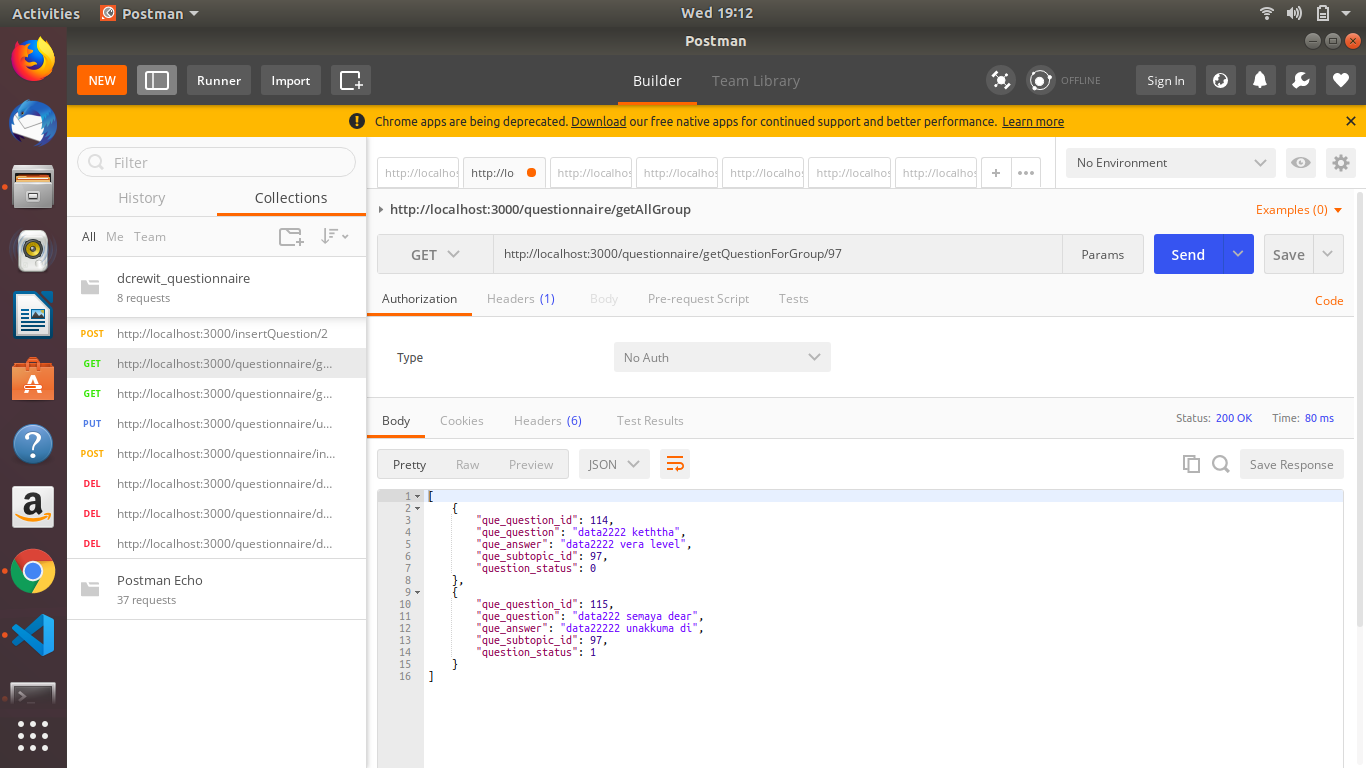 Activities Postman Wed 19:12
Postman
NEW Runner Import Builder Team Library OFFLINE Sign In
Chrome apps are being deprecated. Download our free native apps for continued support and better performance. Learn more
Filter
History Collections
All Me Team
dcrewit_questionnaire
8 requests
POST http://localhost:3000/insertQuestion/2
GET http://localhost:3000/questionnaire/g...
GET http://localhost:3000/questionnaire/g...
PUT http://localhost:3000/questionnaire/u...
POST http://localhost:3000/questionnaire/in...
DEL http://localhost:3000/questionnaire/d...
DEL http://localhost:3000/questionnaire/d...
DEL http://localhost:3000/questionnaire/d...
Postman Echo
37 requests
http://localhos http://lo http://localhos http://localhos http://localhos http://localhos http://localhos + ••• No Environment
http://localhost:3000/questionnaire/getAllGroup Examples (0)
GET http://localhost:3000/questionnaire/getQuestionForGroup/97 Params Send Save
Authorization Headers (1) Body Pre-request Script Tests Code
Type No Auth
Body Cookies Headers (6) Test Results Status: 200 OK Time: 80 ms
Pretty Raw Preview JSON Save Response
1 [
2 {
3 "que_question_id": 114,
4 "que_question": "data2222 keththa",
5 "que_answer": "data2222 vera level",
6 "que_subtopic_id": 97,
7 "question_status": 0
8 },
9 {
10 "que_question_id": 115,
11 "que_question": "data222 semaya dear",
12 "que_answer": "data22222 unakkuma di",
13 "que_subtopic_id": 97,
14 "question_status": 1
15 }
16 ]